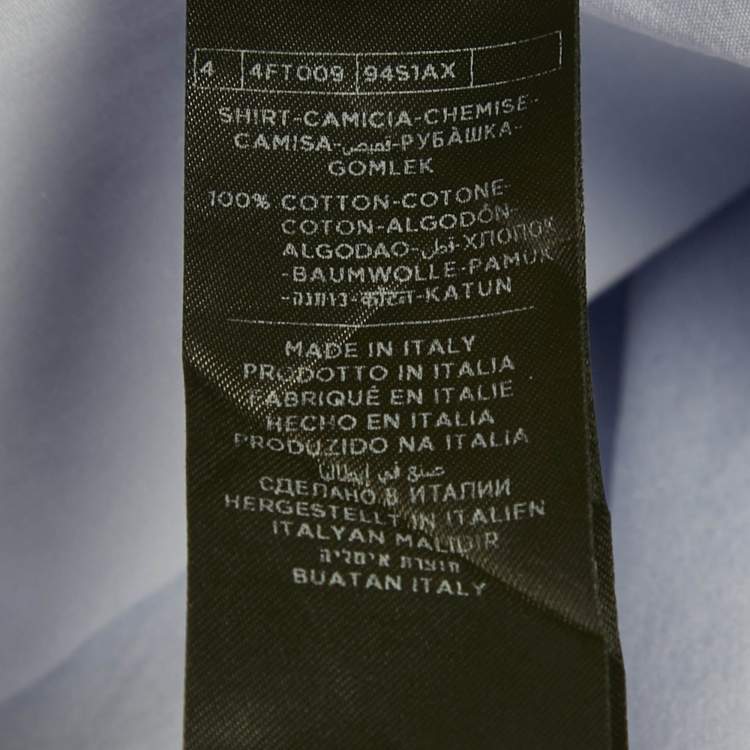 4 4FT009 94S1AX
SHIRT-CAMICIA-CHEMISE-
CAMISA-قميص-РУБАШКА-
GOMLEK
100% COTTON-COTONE-
COTON-ALGODÓN-
ALGODAO-قطن-ХЛОПОК
-BAUMWOLLE-PAMUK
-כותנה-KATUN
MADE IN ITALY
PRODOTTO IN ITALIA
FABRIQUÉ EN ITALIE
HECHO EN ITALIA
PRODUZIDO NA ITALIA
صنع في إيطاليا
СДЕЛАНО В ИТАЛИИ
HERGESTELLT IN ITALIEN
ITALYAN MALIDIR
תוצרת איטליה
BUATAN ITALY